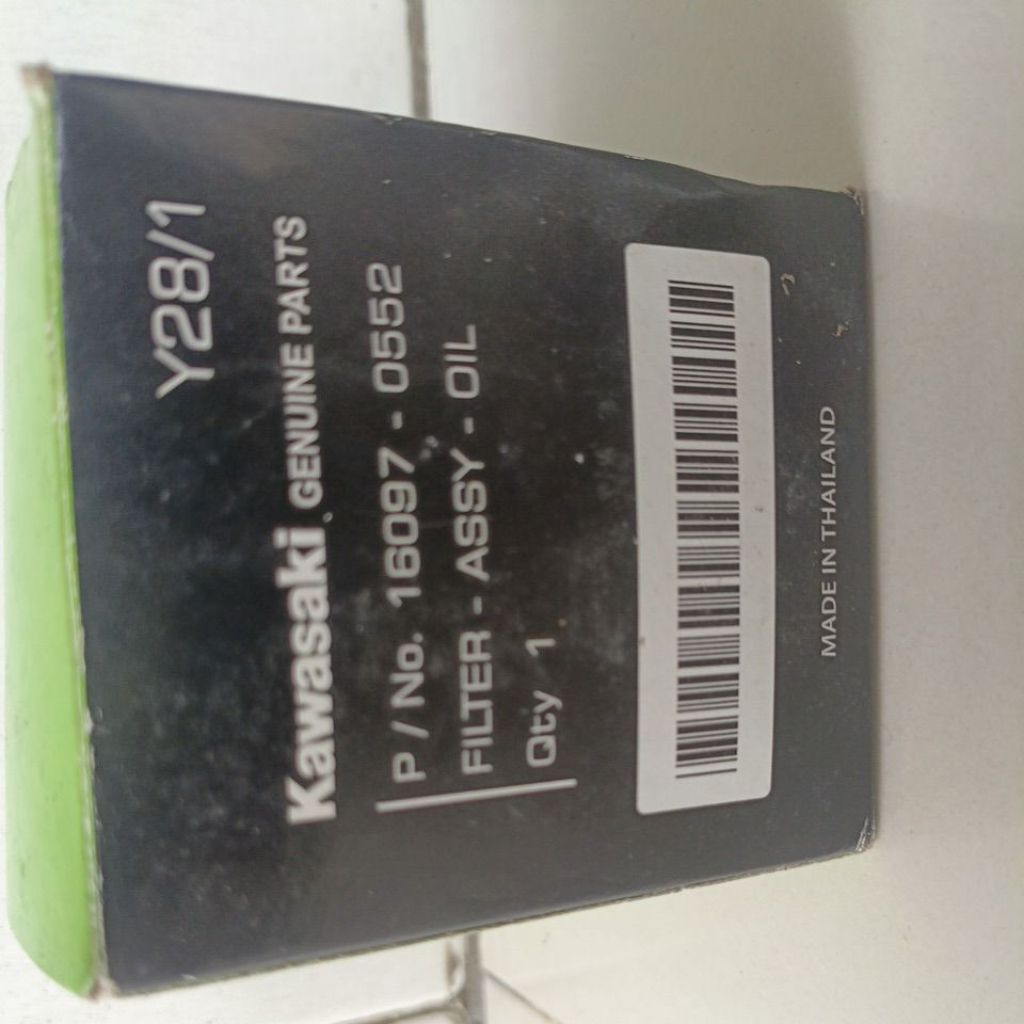 Y28/1
Kawasaki GENUINE PARTS
P / No. 16097 - 0552
FILTER - ASSY - OIL
Qty 1
MADE IN THAILAND